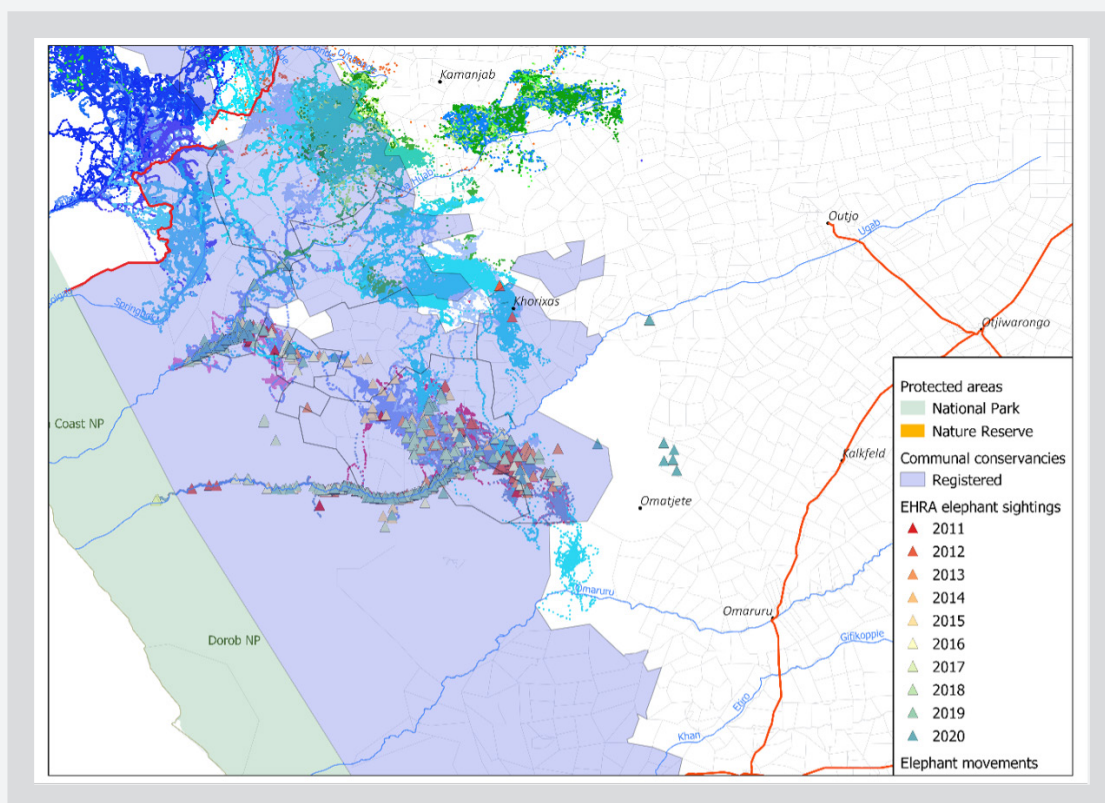 Kamanjab
Outjo
Ugab
Khorixas
Otjiwarongo
Springbok
Coast NP
Kalkfeld
Omatjete
Omaruru
Omaruru
Dorob NP
Gifikoppie
Etiro
Khan
Protected areas
National Park
Nature Reserve
Communal conservancies
Registered
EHRA elephant sightings
2011
2012
2013
2014
2015
2016
2017
2018
2019
2020
Elephant movements